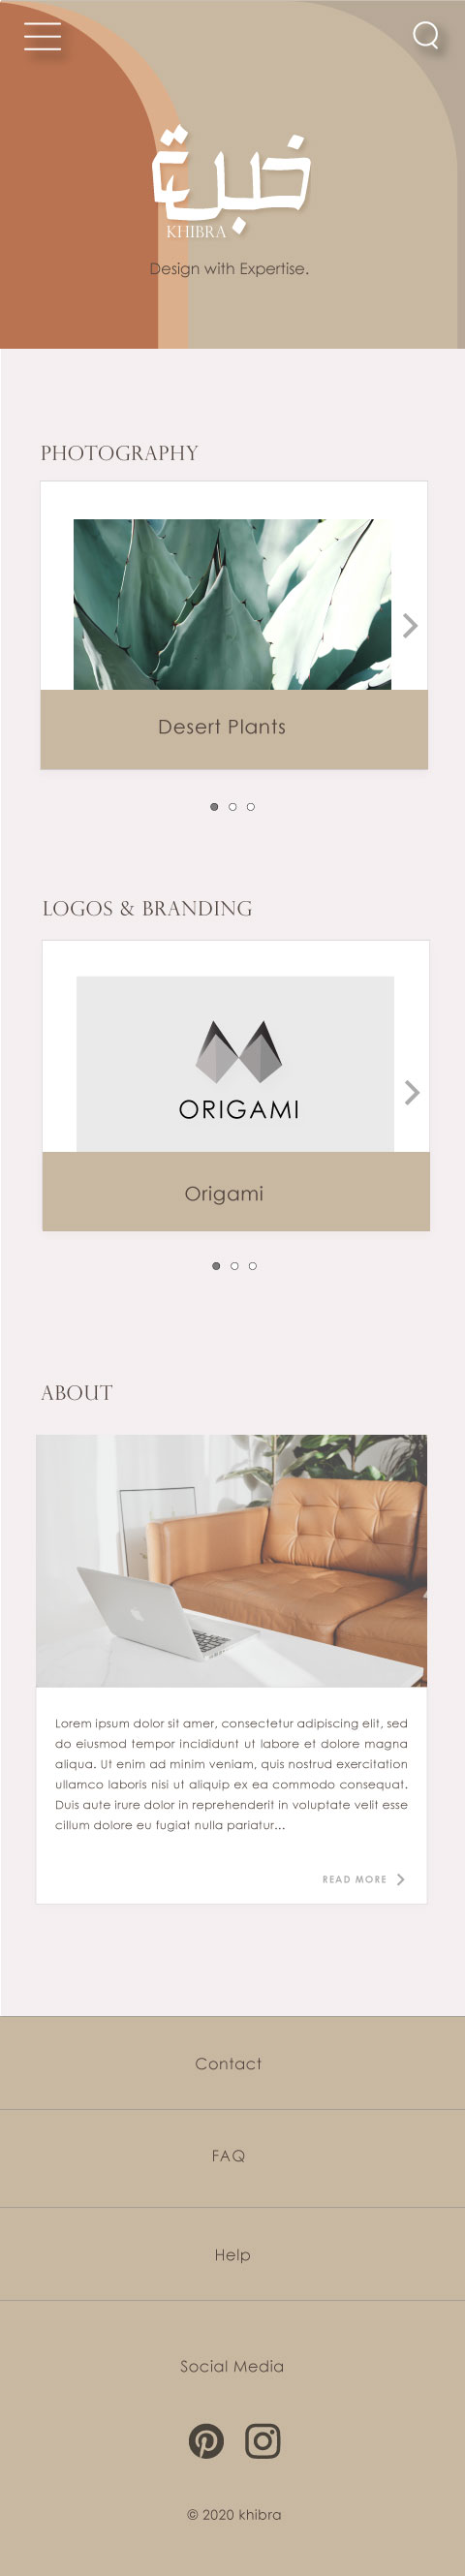 خبرة
KHIBRA
Design with Expertise.
PHOTOGRAPHY
Desert Plants
LOGOS & BRANDING
ORIGAMI
Origami
ABOUT
Lorem ipsum dolor sit amer, consectetur adipiscing elit, sed
do eiusmod tempor incididunt ut labore et dolore magna
aliqua. Ut enim ad minim veniam, quis nostrud exercitation
ullamco laboris nisi ut aliquip ex ea commodo consequat.
Duis aute irure dolor in reprehenderit in voluptate velit esse
cillum dolore eu fugiat nulla pariatur...
READ MORE
Contact
FAQ
Help
Social Media
© 2020 khibra